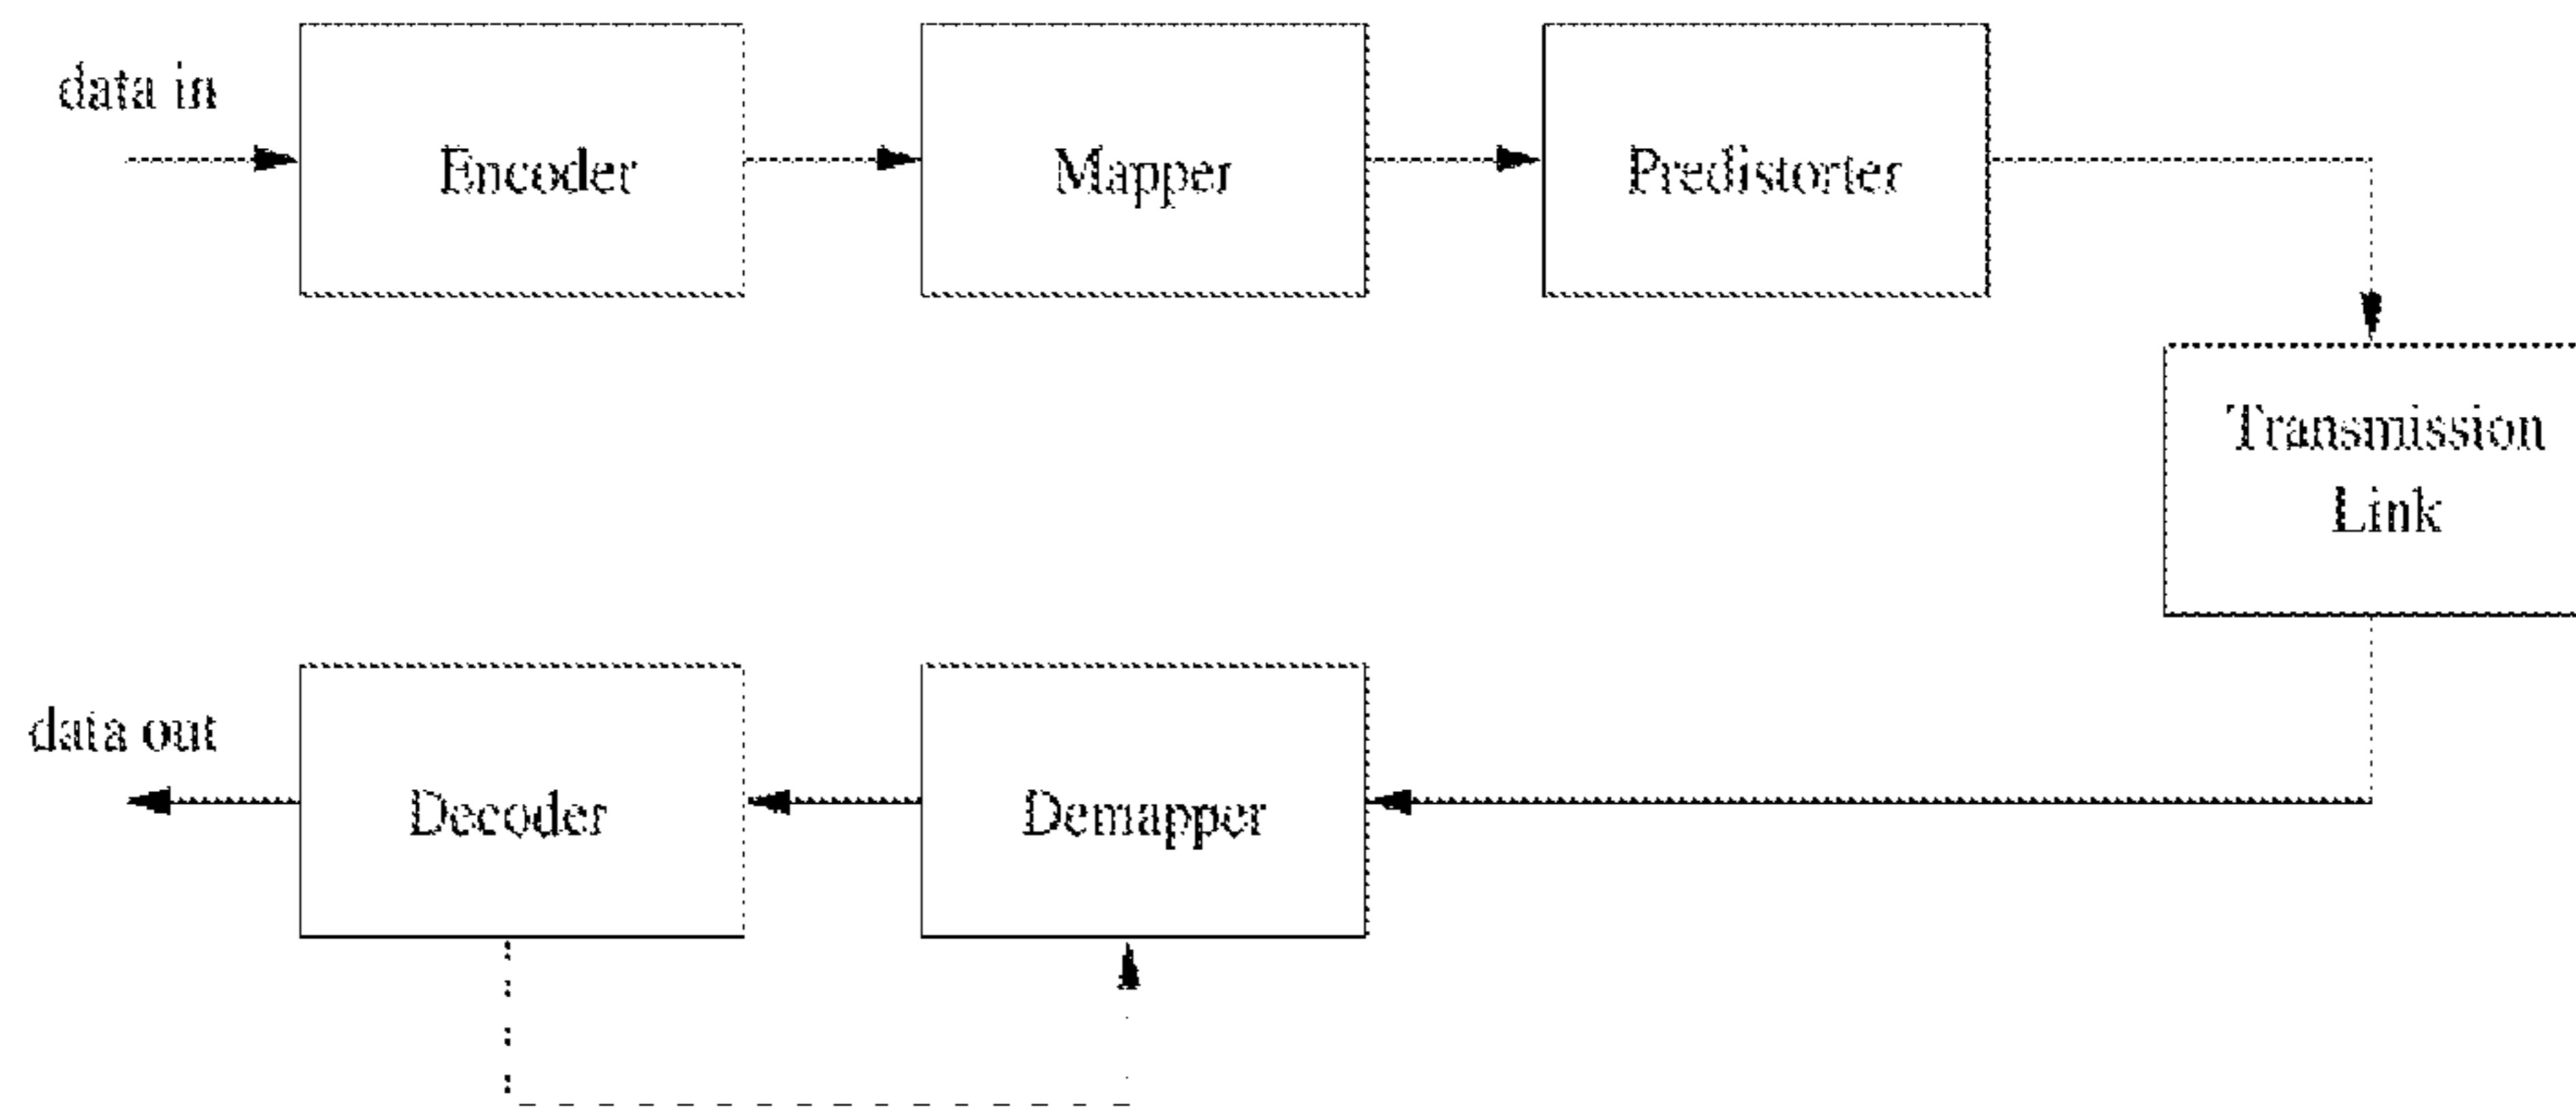 data in
Encoder
Mapper
Predistorter
Transmission
Link
data out
Decoder
Demapper